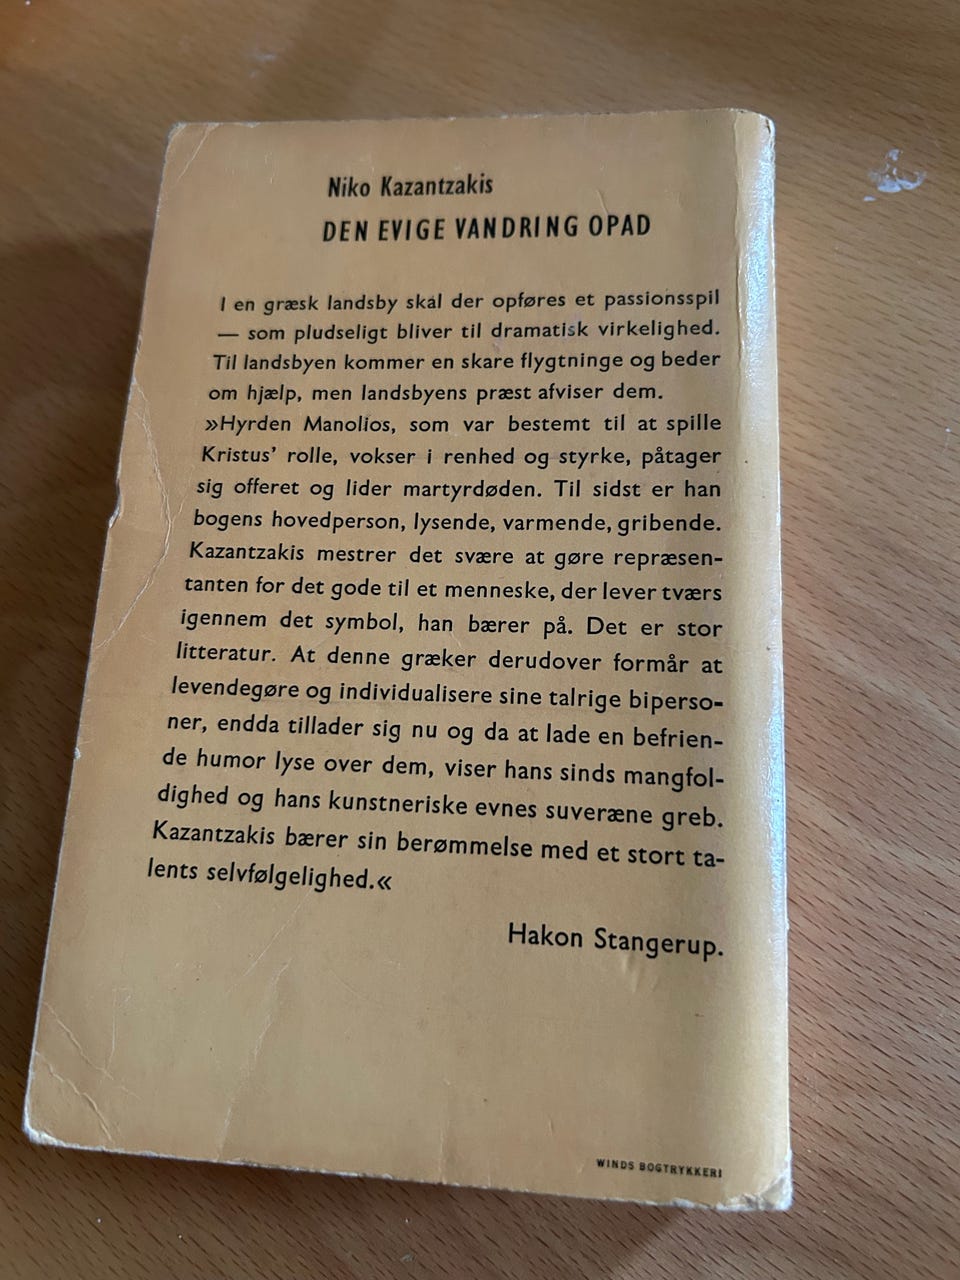 Niko Kazantzakis
DEN EVIGE VANDRING OPAD
I en græsk landsby skal der opføres et passionsspil
— som pludseligt bliver til dramatisk virkelighed.
Til landsbyen kommer en skare flygtninge og beder
om hjælp, men landsbyens præst afviser dem.
»Hyrden Manolios, som var bestemt til at spille
Kristus' rolle, vokser i renhed og styrke, påtager
sig offeret og lider martyrdøden. Til sidst er han
bogens hovedperson, lysende, varmende, gribende.
Kazantzakis mestrer det svære at gøre repræsen-
tanten for det gode til et menneske, der lever tværs
igennem det symbol, han bærer på. Det er stor
litteratur. At denne græker derudover formår at
levendegøre og individualisere sine talrige biperso-
ner, endda tillader sig nu og da at lade en befrien-
de humor lyse over dem, viser hans sinds mangfol-
dighed og hans kunstneriske evnes suveræne greb.
Kazantzakis bærer sin berømmelse med et stort ta-
lents selvfølgelighed.«
Hakon Stangerup.
WINDS BOGTRYKKERI